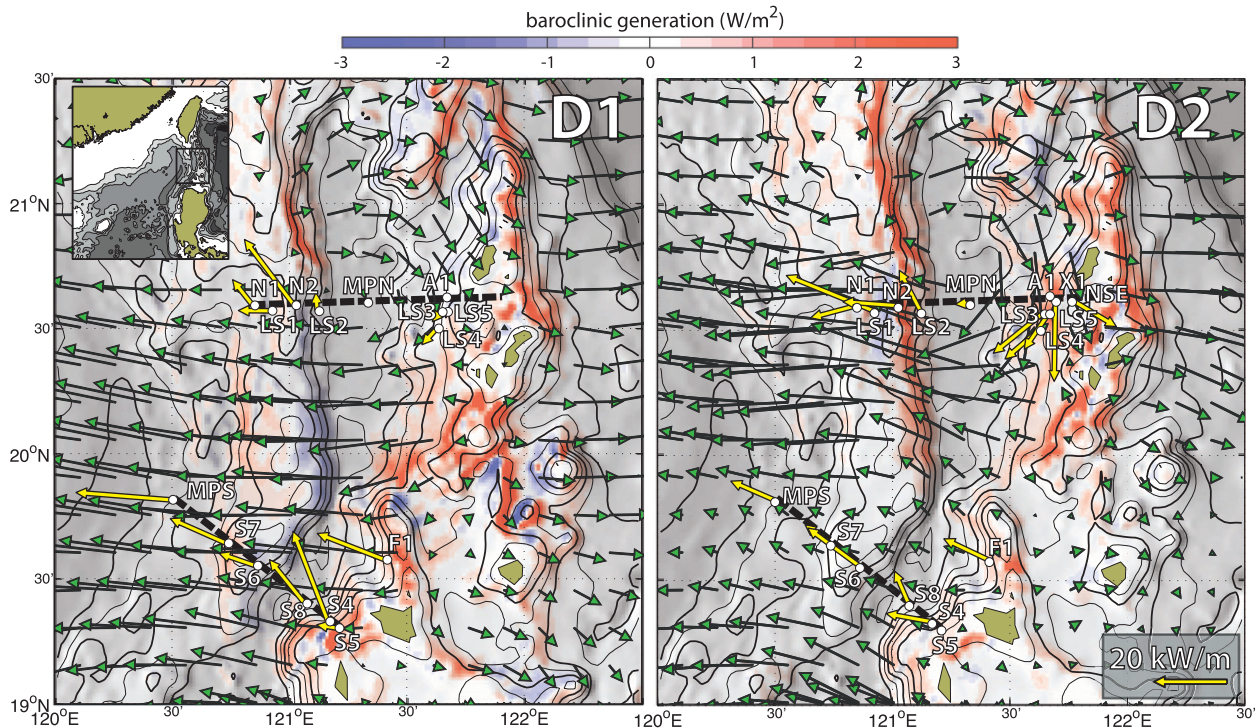 baroclinic generation (W/m²)
-3 -2 -1 0 1 2 3
30'
D1
D2
21°N
N1 N2 MPN A1
LS1 LS2 LS3 LS5
LS4
N1 N2 MPN A1 X1
NSE
LS1 LS2 LS3 LS5
LS4
30'
20°N
MPS
S7
S6
F1
S8 S4
S5
MPS
S7
S6
F1
S8
S4
S5
30'
20 kW/m
19°N
120°E 30' 121°N 30' 122°N 120°E 30' 121°N 30' 122°N 30'